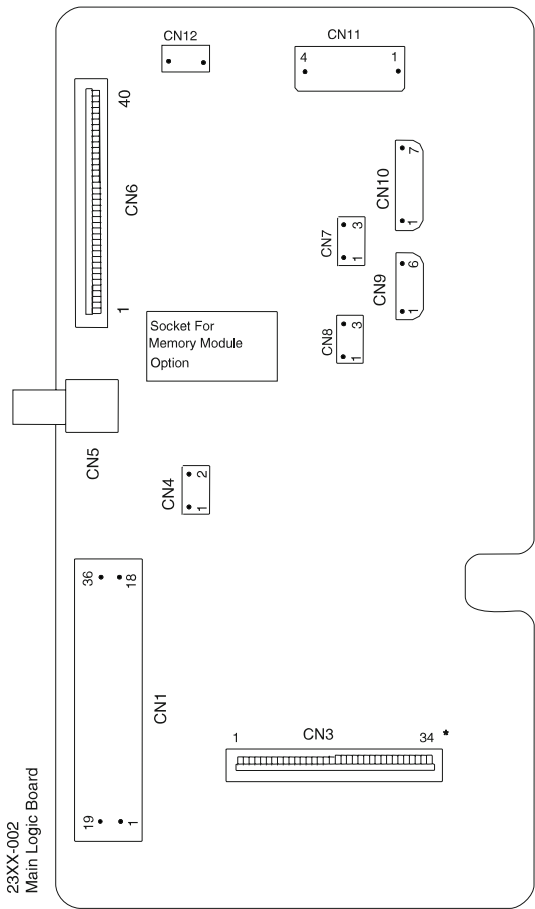 CN12
CN11
4 1
40
CN6
1
7
CN10
1
3
CN7
1
6
CN9
1
3
CN8
1
Socket For
Memory Module
Option
CN5
CN4
2
1
36
18
CN1
19
1
1 CN3 34 *
23XX-002
Main Logic Board